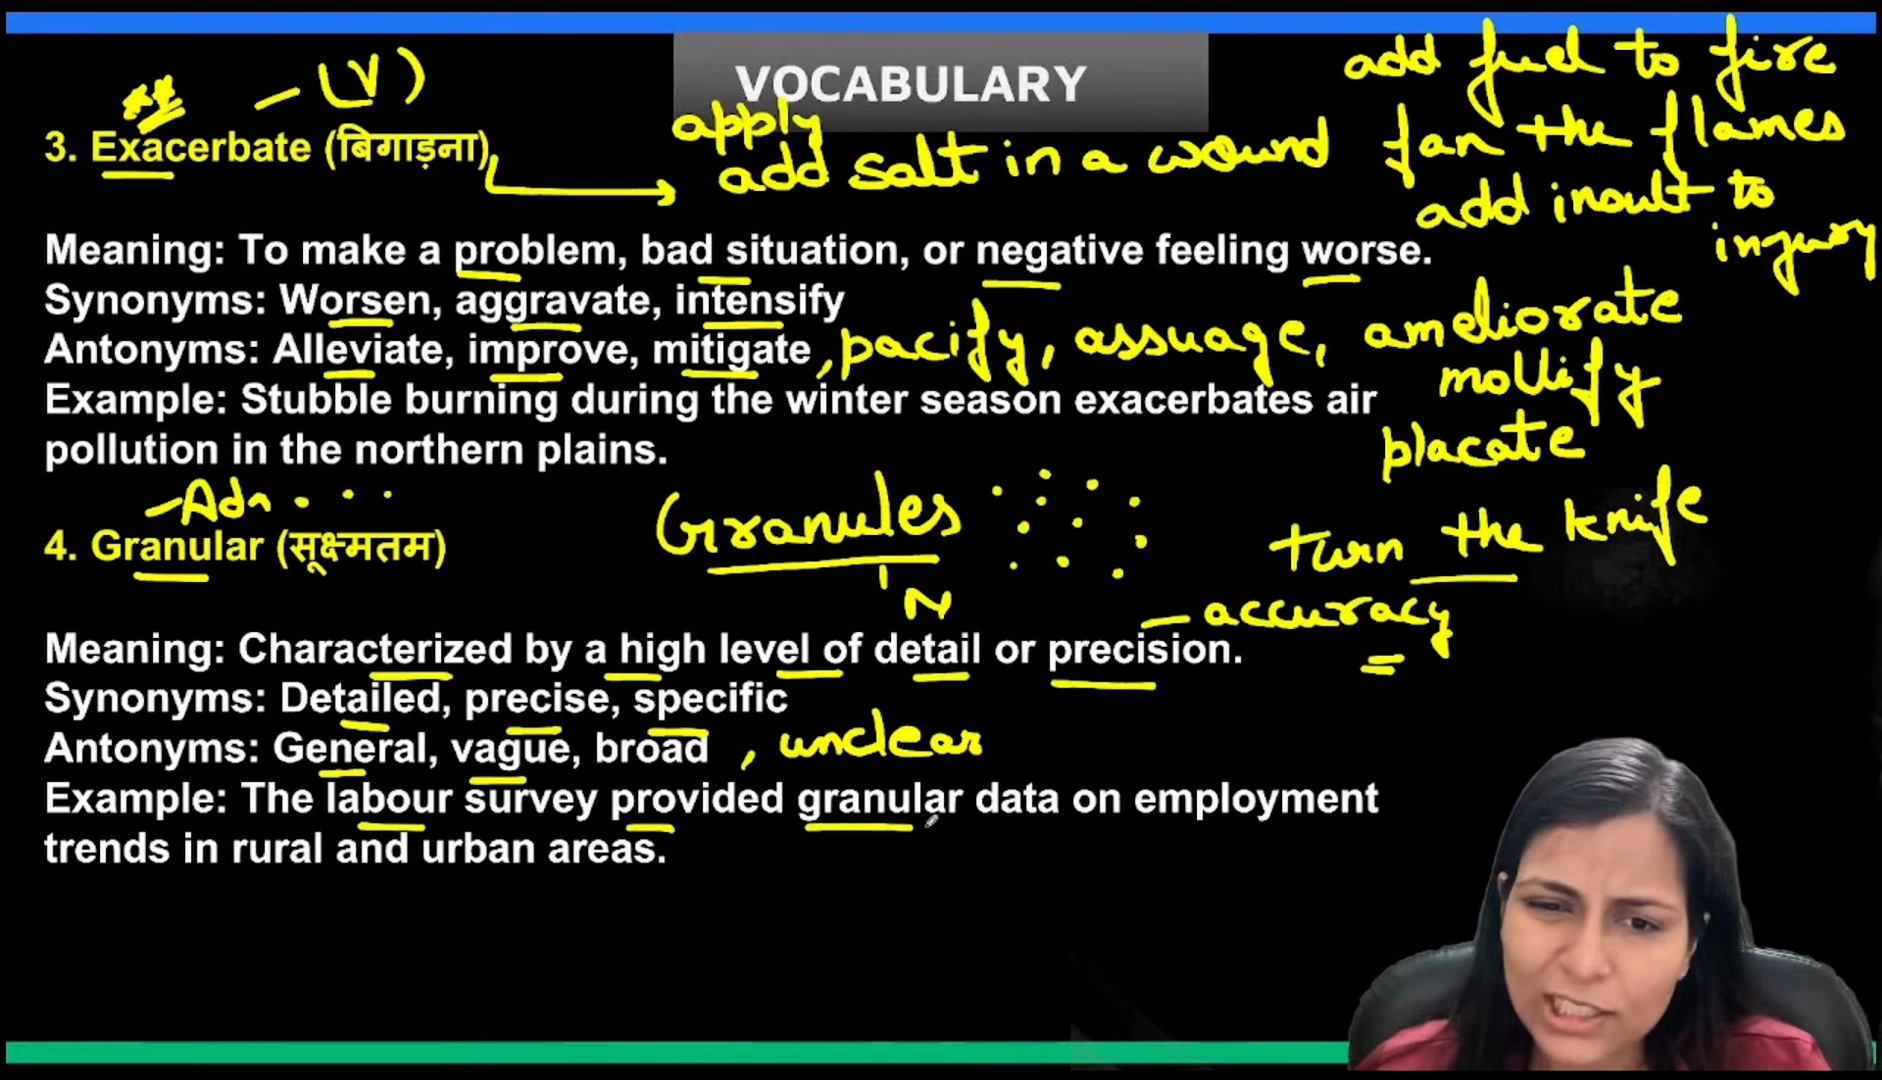 VOCABULARY
add fuel to fire
fan the flames
add insult to
injury
- (V)
3. Exacerbate (बिगाड़ना)
apply
add salt in a wound
Meaning: To make a problem, bad situation, or negative feeling worse.
Synonyms: Worsen, aggravate, intensify
Antonyms: Alleviate, improve, mitigate, pacify, assuage, ameliorate
mollify
placate
Example: Stubble burning during the winter season exacerbates air
pollution in the northern plains.
turn the knife
4. Granular (सूक्ष्मतम)
Granules
N
- accuracy
Meaning: Characterized by a high level of detail or precision.
Synonyms: Detailed, precise, specific
Antonyms: General, vague, broad, unclear
Example: The labour survey provided granular data on employment
trends in rural and urban areas.